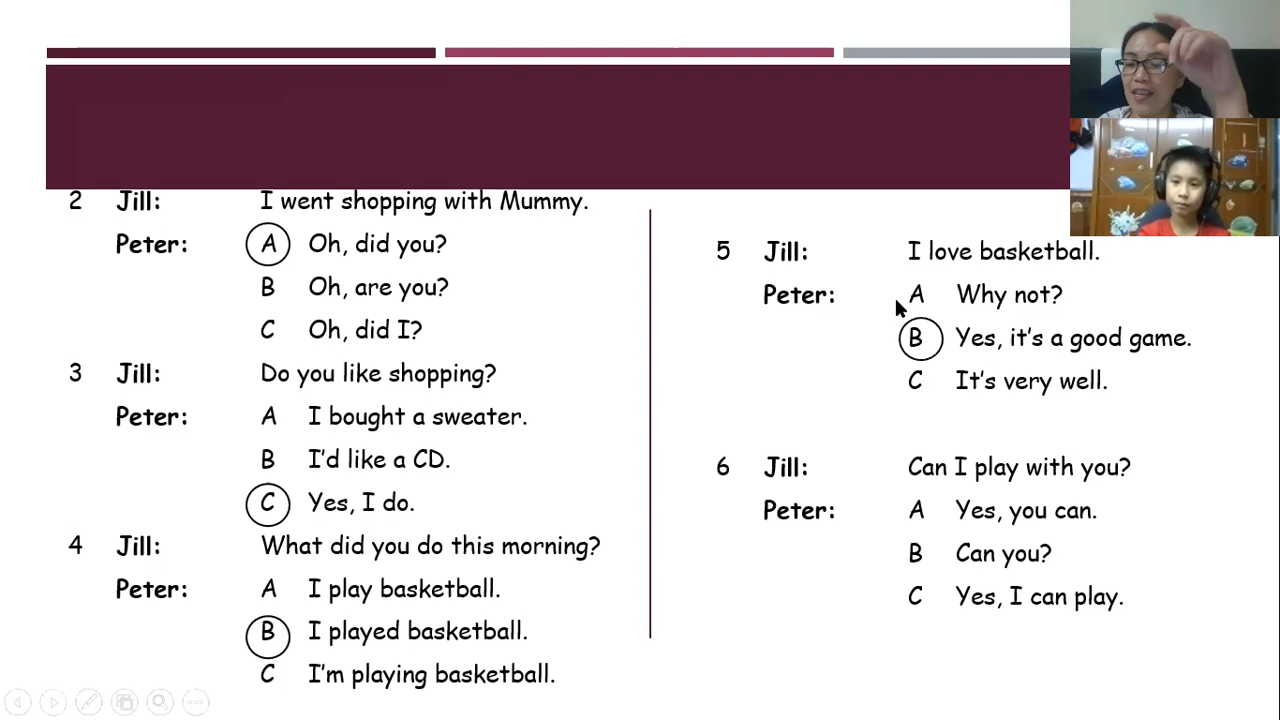 2 Jill: I went shopping with Mummy.
Peter: A Oh, did you?
B Oh, are you?
C Oh, did I?
3 Jill: Do you like shopping?
Peter: A I bought a sweater.
B I'd like a CD.
C Yes, I do.
4 Jill: What did you do this morning?
Peter: A I play basketball.
B I played basketball.
C I'm playing basketball.
5 Jill: I love basketball.
Peter: A Why not?
B Yes, it's a good game.
C It's very well.
6 Jill: Can I play with you?
Peter: A Yes, you can.
B Can you?
C Yes, I can play.